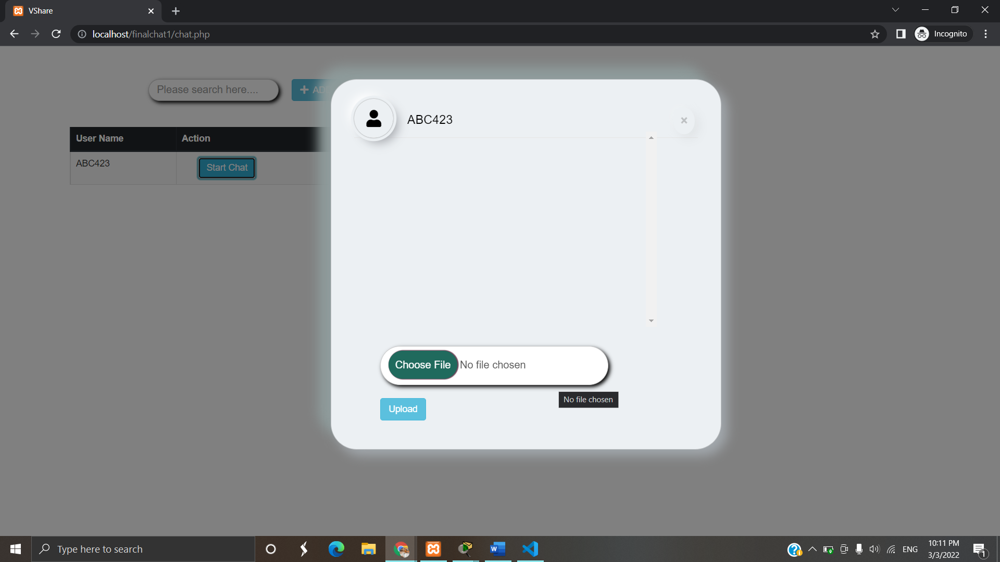 VShare
localhost/finalchat1/chat.php
Incognito
Please search here....
ABC423
User Name
Action
ABC423
Start Chat
Choose File
No file chosen
No file chosen
Upload
Type here to search
ENG
10:11 PM
3/3/2022
1